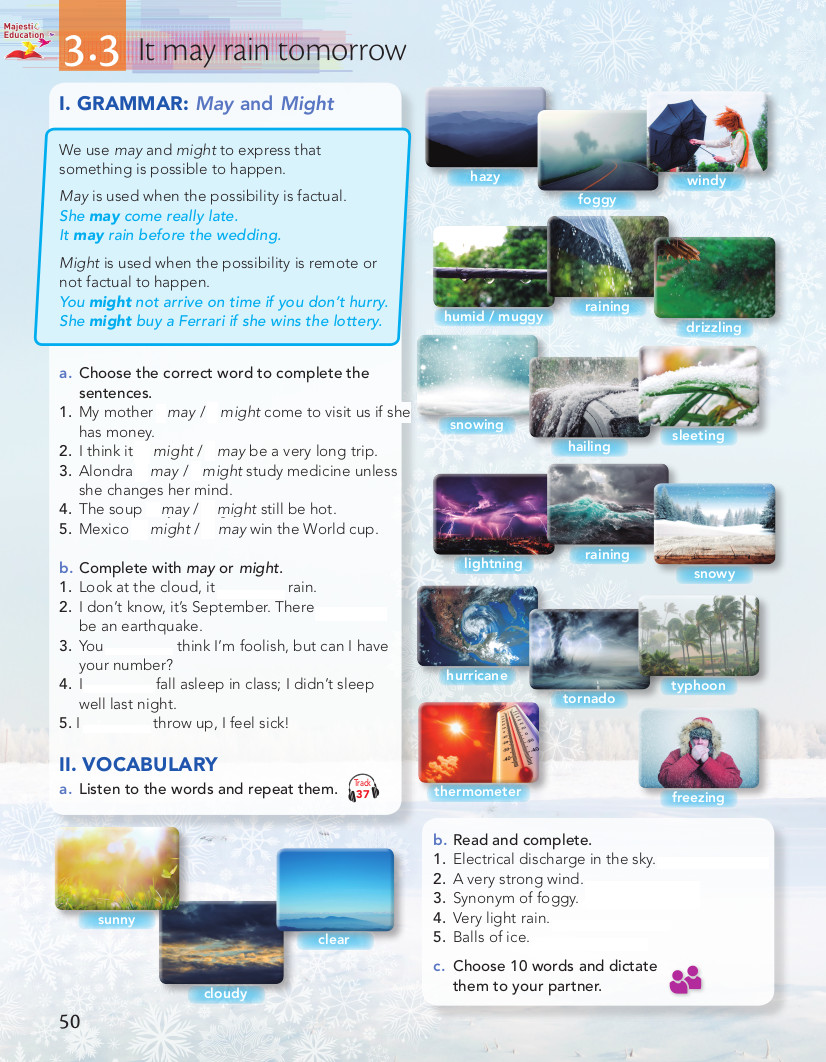 Majestic
Education ™
3.3 It may rain tomorrow
I. GRAMMAR: May and Might
We use may and might to express that
something is possible to happen.
May is used when the possibility is factual.
She may come really late.
It may rain before the wedding.
Might is used when the possibility is remote or
not factual to happen.
You might not arrive on time if you don't hurry.
She might buy a Ferrari if she wins the lottery.
a. Choose the correct word to complete the
sentences.
1. My mother may / might come to visit us if she
has money.
2. I think it might / may be a very long trip.
3. Alondra may / might study medicine unless
she changes her mind.
4. The soup may / might still be hot.
5. Mexico might / may win the World cup.
b. Complete with may or might.
1. Look at the cloud, it rain.
2. I don't know, it's September. There
be an earthquake.
3. You think I'm foolish, but can I have
your number?
4. I fall asleep in class; I didn't sleep
well last night.
5. I throw up, I feel sick!
II. VOCABULARY
a. Listen to the words and repeat them.
Track
37
hazy
foggy
windy
humid / muggy
raining
drizzling
snowing
hailing
sleeting
lightning
raining
snowy
hurricane
tornado
typhoon
thermometer
freezing
sunny
cloudy
clear
b. Read and complete.
1. Electrical discharge in the sky.
2. A very strong wind.
3. Synonym of foggy.
4. Very light rain.
5. Balls of ice.
c. Choose 10 words and dictate
them to your partner.
50